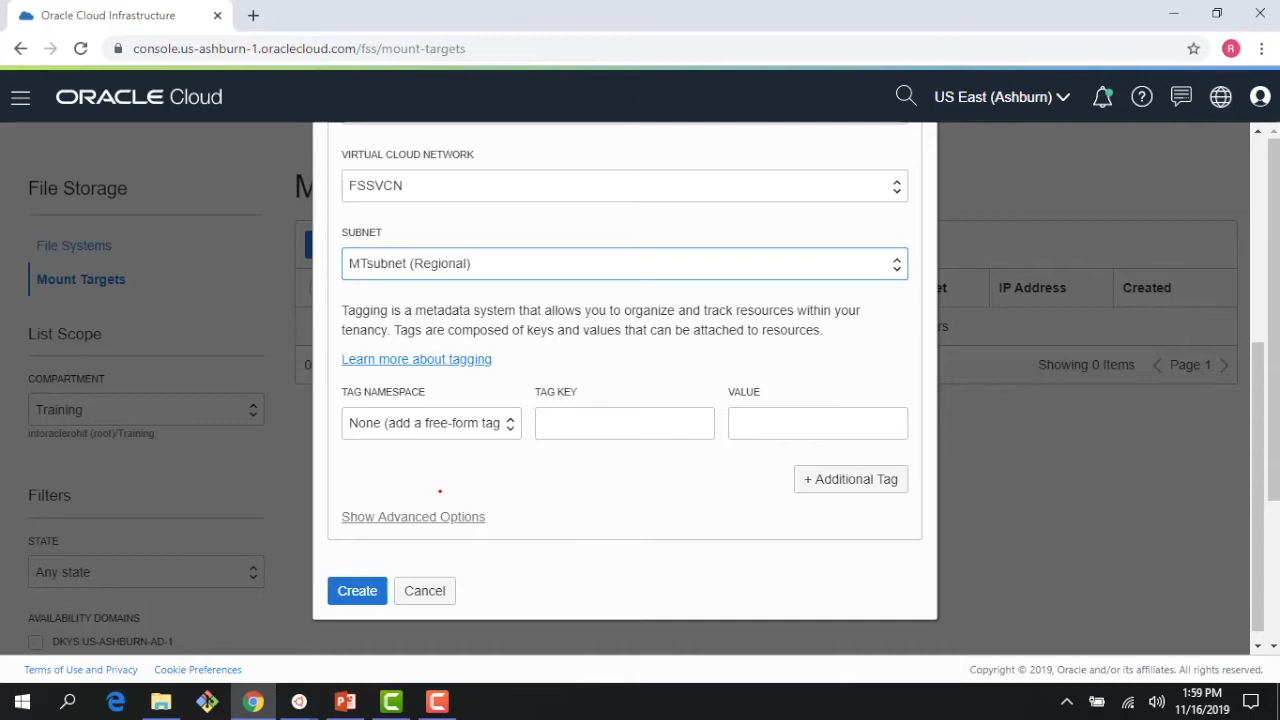 Oracle Cloud Infrastructure
console.us-ashburn-1.oraclecloud.com/fss/mount-targets
R
ORACLE Cloud
US East (Ashburn)
File Storage
File Systems
Mount Targets
List Scope
COMPARTMENT
Training
intoraclerohit (root)/Training
Filters
STATE
Any state
AVAILABILITY DOMAINS
DKYS:US-ASHBURN-AD-1
M
VIRTUAL CLOUD NETWORK
FSSVCN
SUBNET
MTsubnet (Regional)
Tagging is a metadata system that allows you to organize and track resources within your
tenancy. Tags are composed of keys and values that can be attached to resources.
Learn more about tagging
TAG NAMESPACE TAG KEY VALUE
None (add a free-form tag
+ Additional Tag
Show Advanced Options
Create Cancel
et IP Address Created
rs
0
Showing 0 Items Page 1
Terms of Use and Privacy Cookie Preferences
Copyright © 2019, Oracle and/or its affiliates. All rights reserved.
1:59 PM
11/16/2019